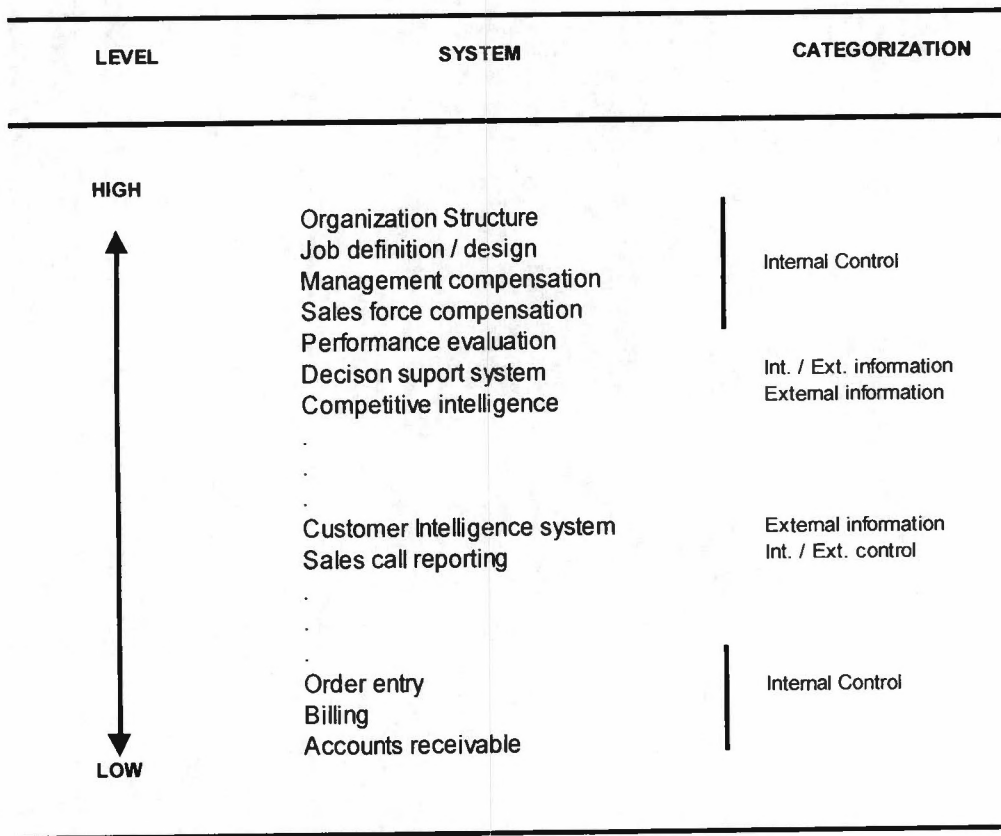 LEVEL SYSTEM CATEGORIZATION
HIGH
Organization Structure
Job definition / design
Management compensation Internal Control
Sales force compensation
Performance evaluation
Decison suport system Int. / Ext. information
Competitive intelligence External information
.
.
.
Customer Intelligence system External information
Sales call reporting Int. / Ext. control
.
.
.
Order entry Internal Control
Billing
Accounts receivable
LOW